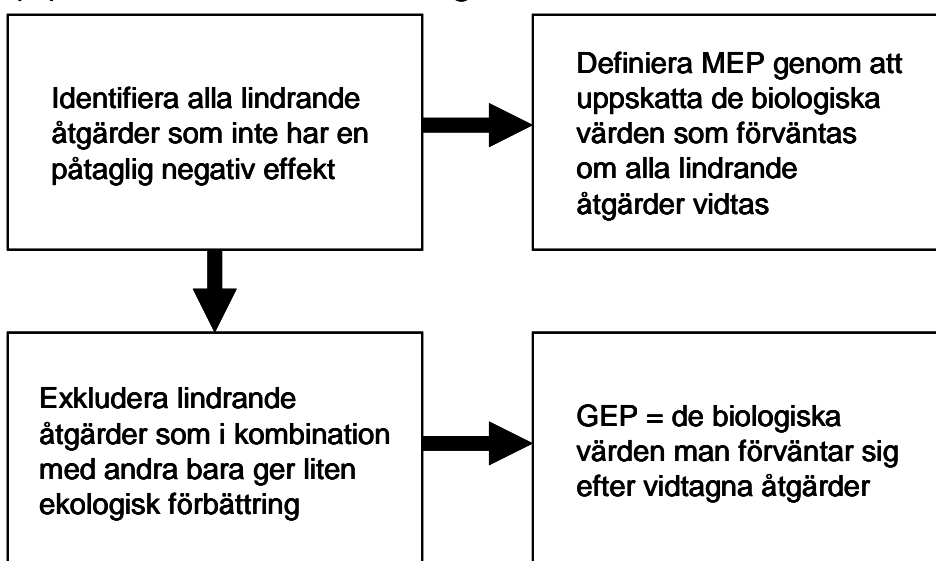 Identifiera alla lindrande
åtgärder som inte har en
påtaglig negativ effekt
Definiera MEP genom att
uppskatta de biologiska
värden som förväntas
om alla lindrande
åtgärder vidtas
Exkludera lindrande
åtgärder som i kombination
med andra bara ger liten
ekologisk förbättring
GEP = de biologiska
värden man förväntar sig
efter vidtagna åtgärder